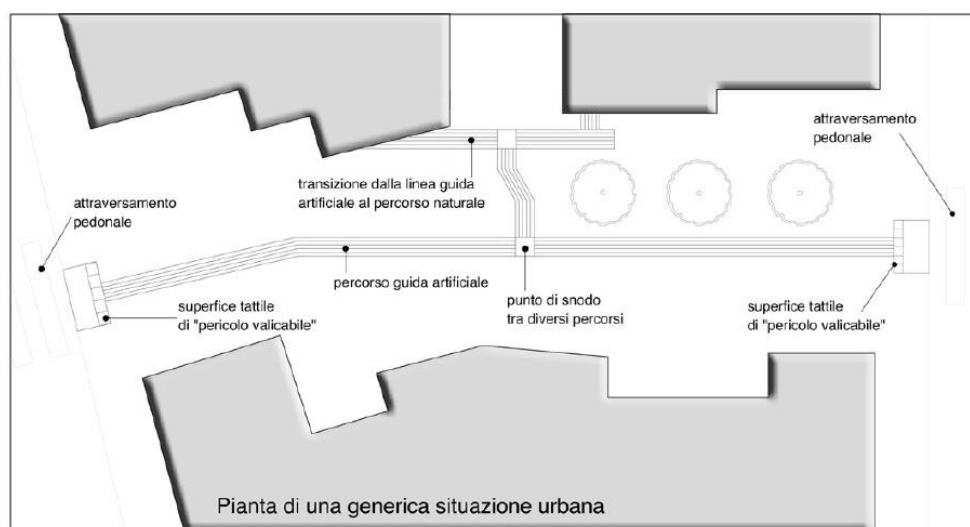 attraversamento
pedonale
transizione dalla linea guida
artificiale al percorso naturale
attraversamento
pedonale
percorso guida artificiale
punto di snodo
tra diversi percorsi
superfice tattile
di "pericolo valicabile"
superfice tattile
di "pericolo valicabile"
Pianta di una generica situazione urbana